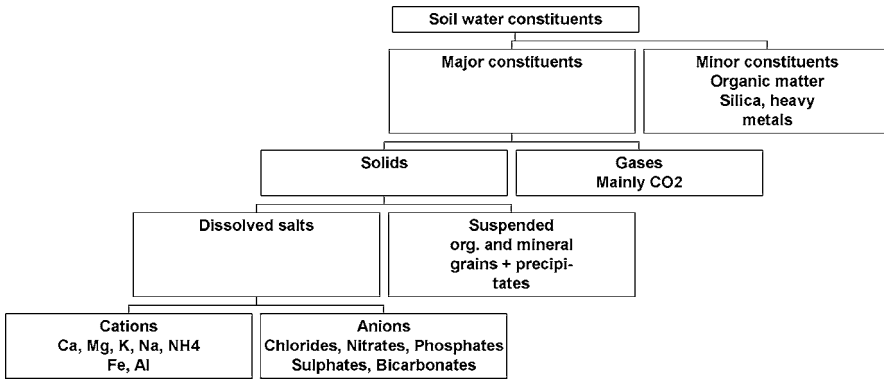 Soil water constituents
Major constituents
Minor constituents
Organic matter
Silica, heavy
metals
Solids
Gases
Mainly CO2
Dissolved salts
Suspended
org. and mineral
grains + precipi-
tates
Cations
Ca, Mg, K, Na, NH4
Fe, Al
Anions
Chlorides, Nitrates, Phosphates
Sulphates, Bicarbonates